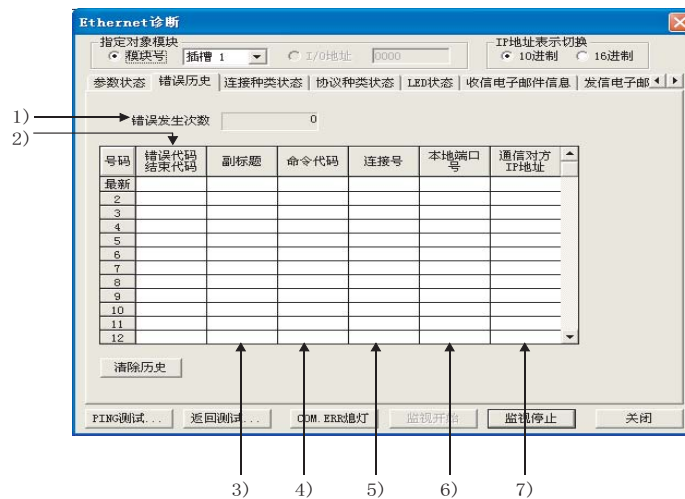 Ethernet诊断
指定对象模块
模块号 插槽 1 I/O地址 0000
IP地址表示切换
10进制 16进制
参数状态 错误历史 连接种类状态 协议种类状态 LED状态 收信电子邮件信息 发信电子邮
1)
错误发生次数 0
2)
号码 错误代码 结束代码 副标题 命令代码 连接号 本地端口号 通信对方IP地址
最新
2
3
4
5
6
7
8
9
10
11
12
清除历史
PING测试... 返回测试... COM.ERR熄灯 监视开始 监视停止 关闭
3) 4) 5) 6) 7)